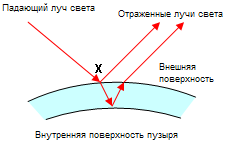 Падающий луч света
Отраженные лучи света
X
Внешняя
поверхность
Внутренняя поверхность пузыря